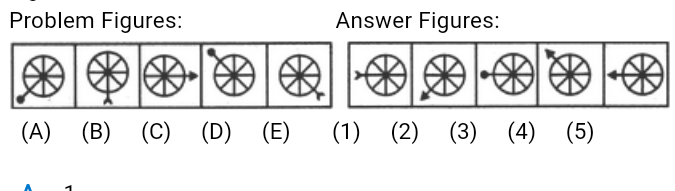 Problem Figures: Answer Figures:
(A) (B) (C) (D) (E) (1) (2) (3) (4) (5)